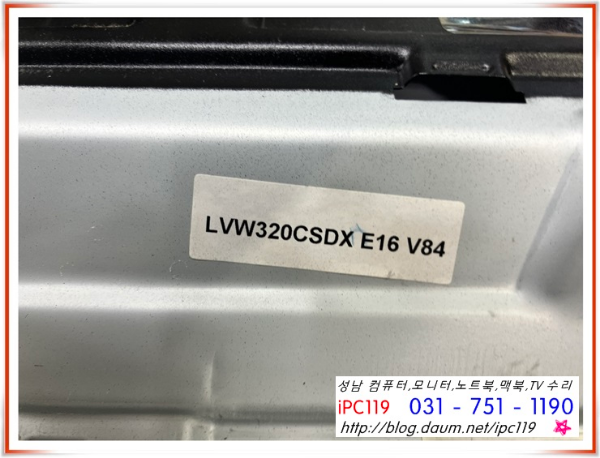 LVW320CSDX E16 V84
성남 컴퓨터,모니터,노트북,맥북,TV 수리
iPC119 031 - 751 - 1190
http://blog.daum.net/ipc119